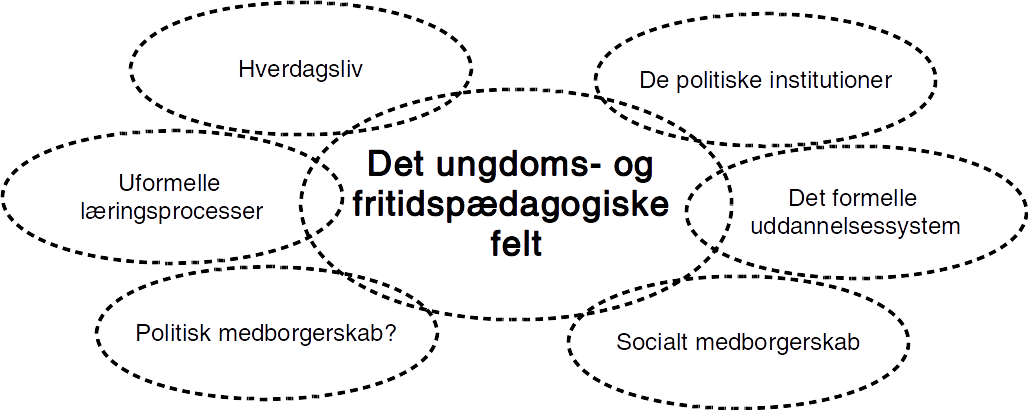 Hverdagsliv
De politiske institutioner
Det ungdoms- og
fritidspædagogiske
felt
Uformelle
læringsprocesser
Det formelle
uddannelsessystem
Politisk medborgerskab?
Socialt medborgerskab